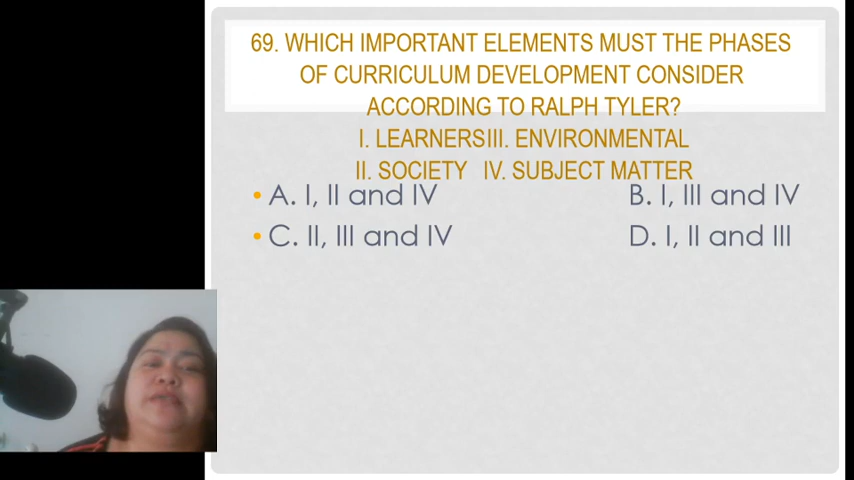 69. WHICH IMPORTANT ELEMENTS MUST THE PHASES
OF CURRICULUM DEVELOPMENT CONSIDER
ACCORDING TO RALPH TYLER?
I. LEARNERSIII. ENVIRONMENTAL
II. SOCIETY IV. SUBJECT MATTER
• A. I, II and IV B. I, III and IV
• C. II, III and IV D. I, II and III